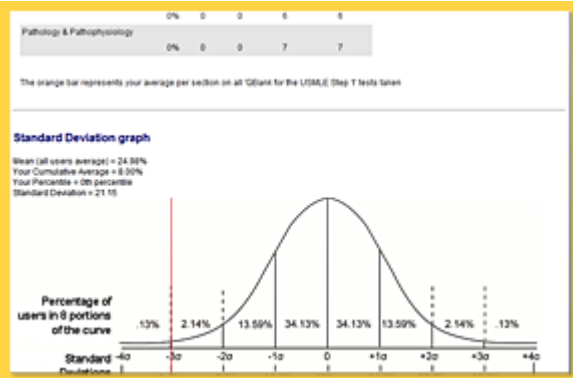 0% 0 0 6 6
Pathology & Pathophysiology
0% 0 0 7 7
The orange bar represents your average per section on all 'QBank for the USMLE Step 1' tests taken
Standard Deviation graph
Mean (all users average) = 24.98%
Your Cumulative Average = 8.00%
Your Percentile = 0th percentile
Standard Deviation = 21.15
Percentage of
users in 8 portions
of the curve
.13% 2.14% 13.59% 34.13% 34.13% 13.59% 2.14% .13%
Standard -4σ -3σ -2σ -1σ 0 +1σ +2σ +3σ +4σ
Deviations